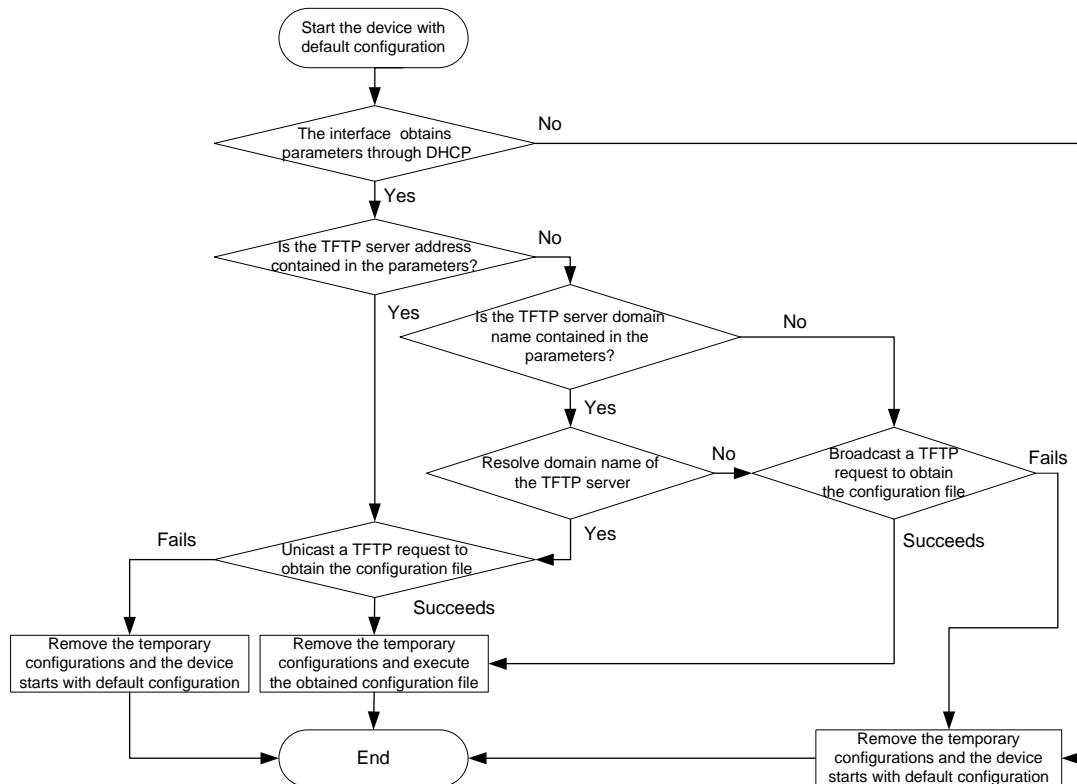 Start the device with
default configuration
The interface obtains
parameters through DHCP
No
Yes
Is the TFTP server address
contained in the parameters?
No
Yes
Is the TFTP server domain
name contained in the
parameters?
No
Yes
Resolve domain name of
the TFTP server
No
Broadcast a TFTP
request to obtain
the configuration file
Fails
Yes
Succeeds
Fails
Unicast a TFTP request to
obtain the configuration file
Succeeds
Remove the temporary
configurations and the device
starts with default configuration
Remove the temporary
configurations and execute
the obtained configuration file
End
Remove the temporary
configurations and the device
starts with default configuration